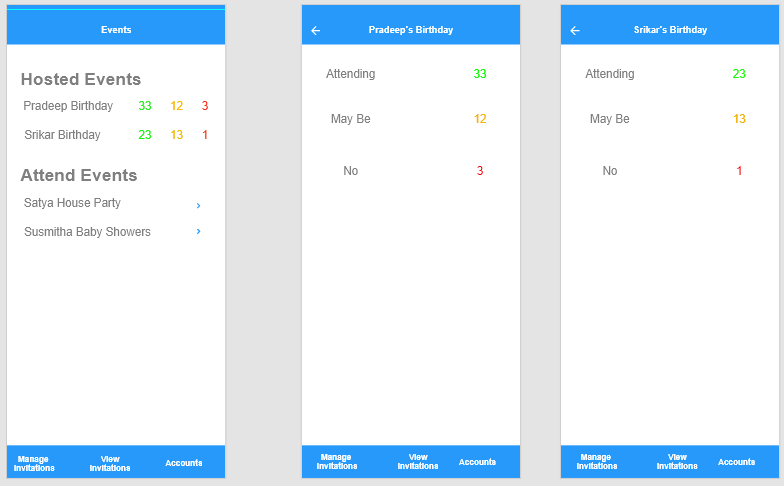 Events
Hosted Events
Pradeep Birthday 33 12 3
Srikar Birthday 23 13 1
Attend Events
Satya House Party
Susmitha Baby Showers
Manage
Invitations
View
Invitations
Accounts
Pradeep's Birthday
Attending 33
May Be 12
No 3
Manage
Invitations
View
Invitations
Accounts
Srikar's Birthday
Attending 23
May Be 13
No 1
Manage
Invitations
View
Invitations
Accounts